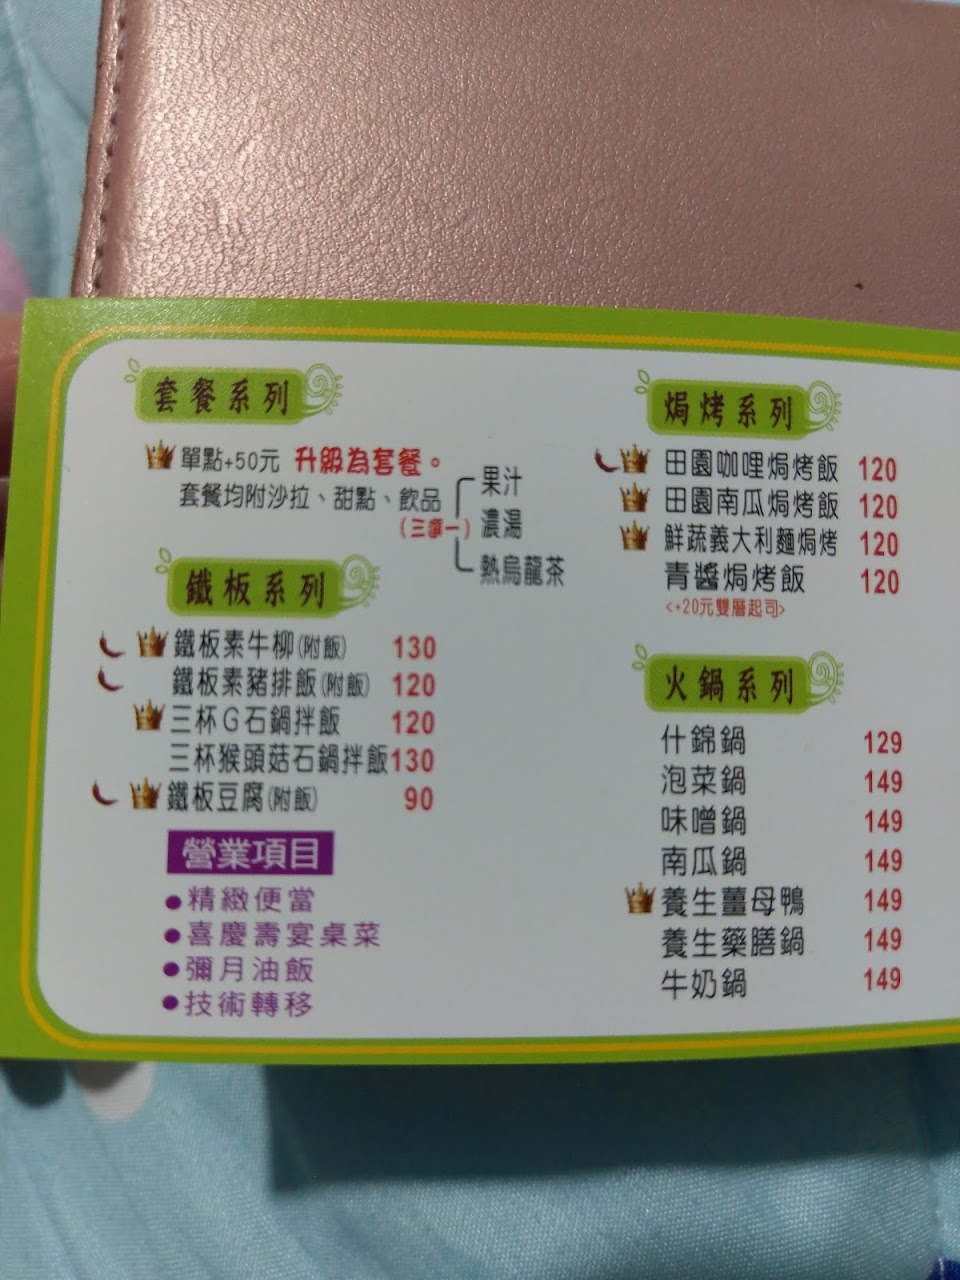 套餐系列
單點+50元 升級為套餐。
套餐均附沙拉、甜點、飲品
(三選一)
果汁
濃湯
熱烏龍茶
鐵板系列
鐵板素牛柳(附飯) 130
鐵板素豬排飯(附飯) 120
三杯G石鍋拌飯 120
三杯猴頭菇石鍋拌飯 130
鐵板豆腐(附飯) 90
營業項目
●精緻便當
●喜慶壽宴桌菜
●彌月油飯
●技術轉移
焗烤系列
田園咖哩焗烤飯 120
田園南瓜焗烤飯 120
鮮蔬義大利麵焗烤 120
青醬焗烤飯 120
<+20元雙層起司>
火鍋系列
什錦鍋 129
泡菜鍋 149
味噌鍋 149
南瓜鍋 149
養生薑母鴨 149
養生藥膳鍋 149
牛奶鍋 149